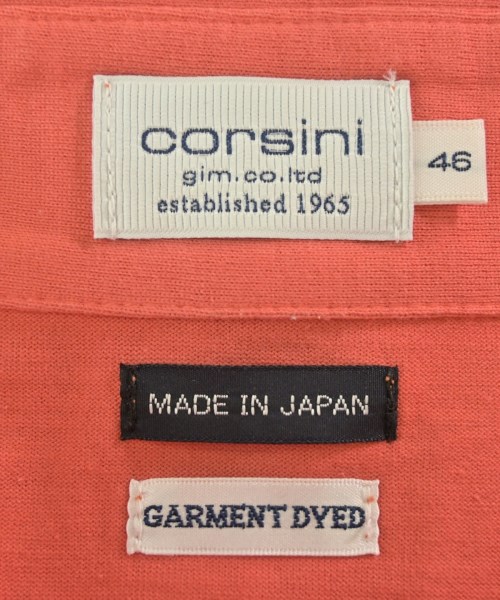 corsini
gim.co.ltd
established 1965
46
MADE IN JAPAN
GARMENT DYED